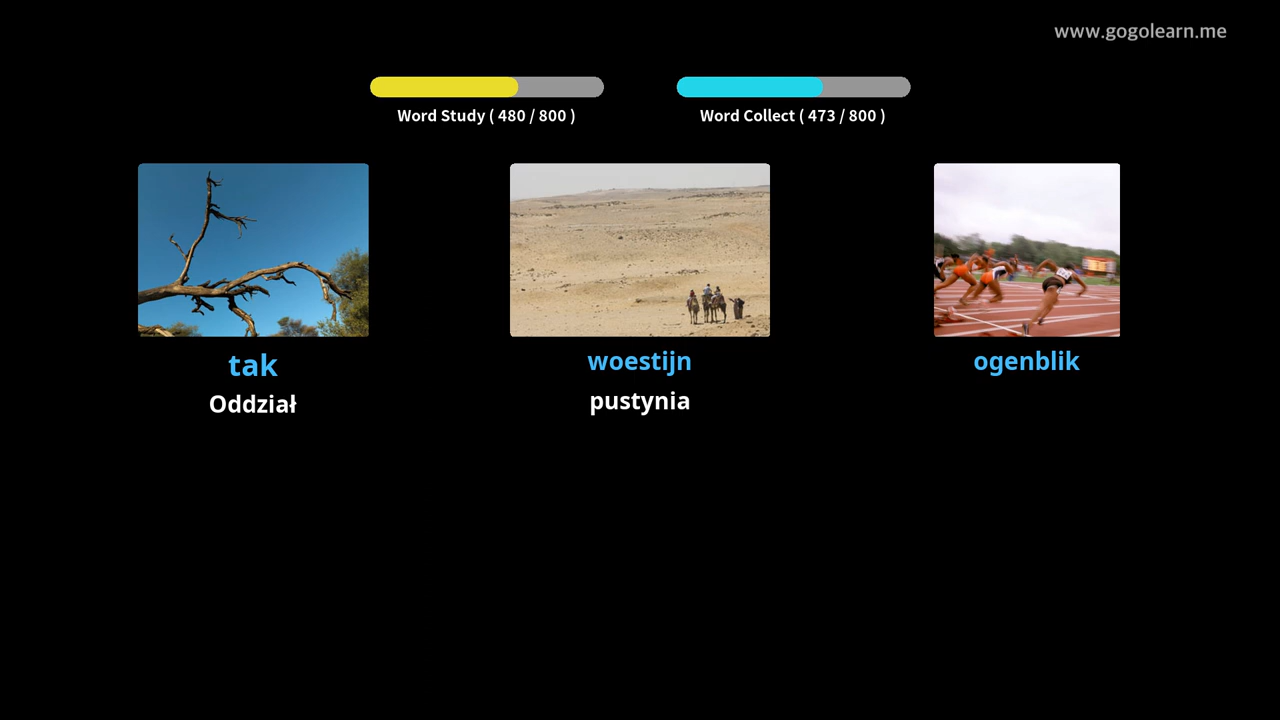 www.gogolearn.me
Word Study ( 480 / 800 )
Word Collect ( 473 / 800 )
tak
woestijn
ogenblik
Oddział
pustynia